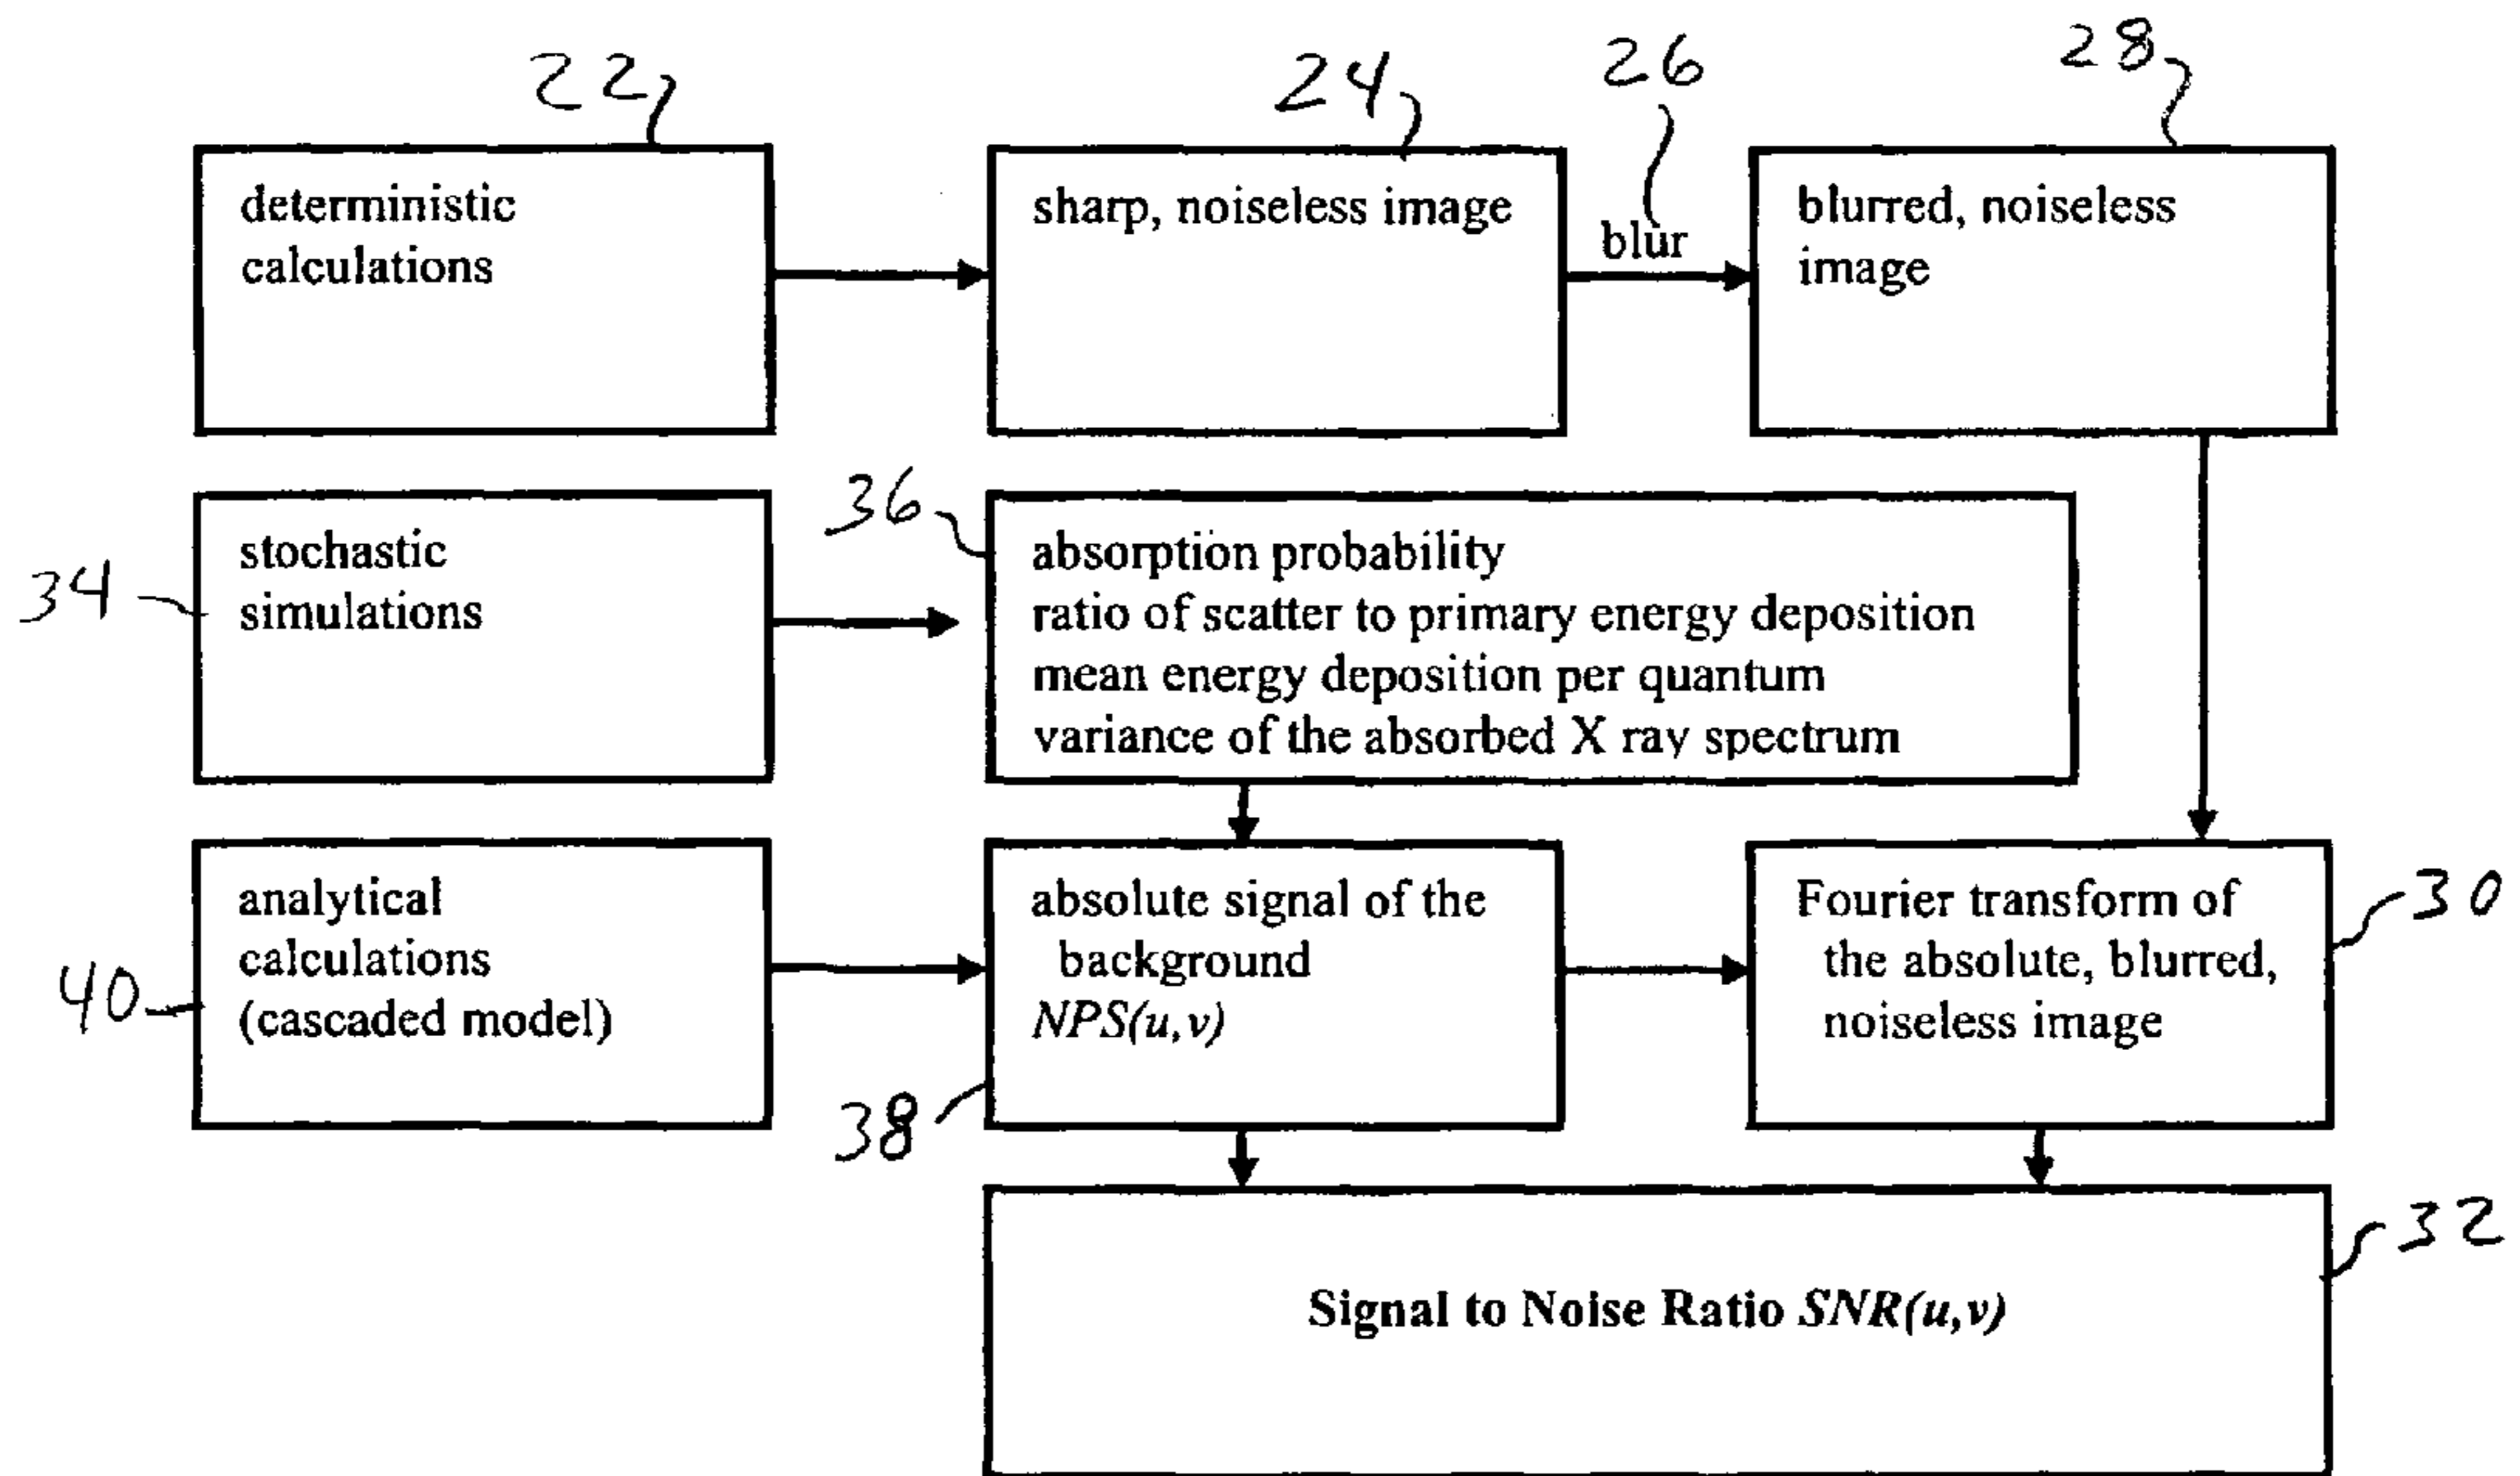 22
24
26
28
deterministic
calculations
sharp, noiseless image
blur
blurred, noiseless
image
34
stochastic
simulations
36
absorption probability
ratio of scatter to primary energy deposition
mean energy deposition per quantum
variance of the absorbed X ray spectrum
40
analytical
calculations
(cascaded model)
38
absolute signal of the
background
NPS(u,v)
Fourier transform of
the absolute, blurred,
noiseless image
30
Signal to Noise Ratio SNR(u,v)
32